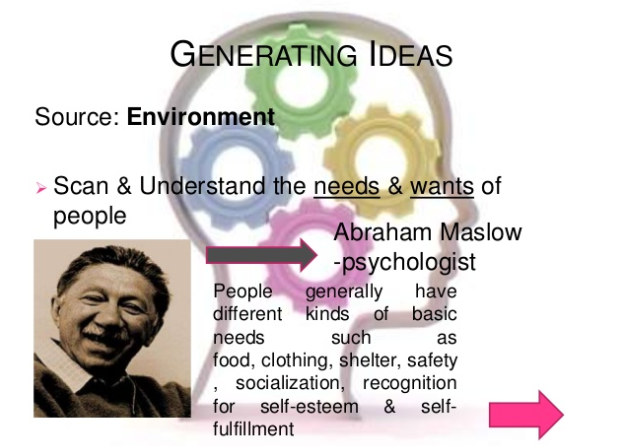 GENERATING IDEAS
Source: Environment
Scan & Understand the needs & wants of
people
Abraham Maslow
-psychologist
People generally have
different kinds of basic
needs such as
food, clothing, shelter, safety
, socialization, recognition
for self-esteem & self-
fulfillment